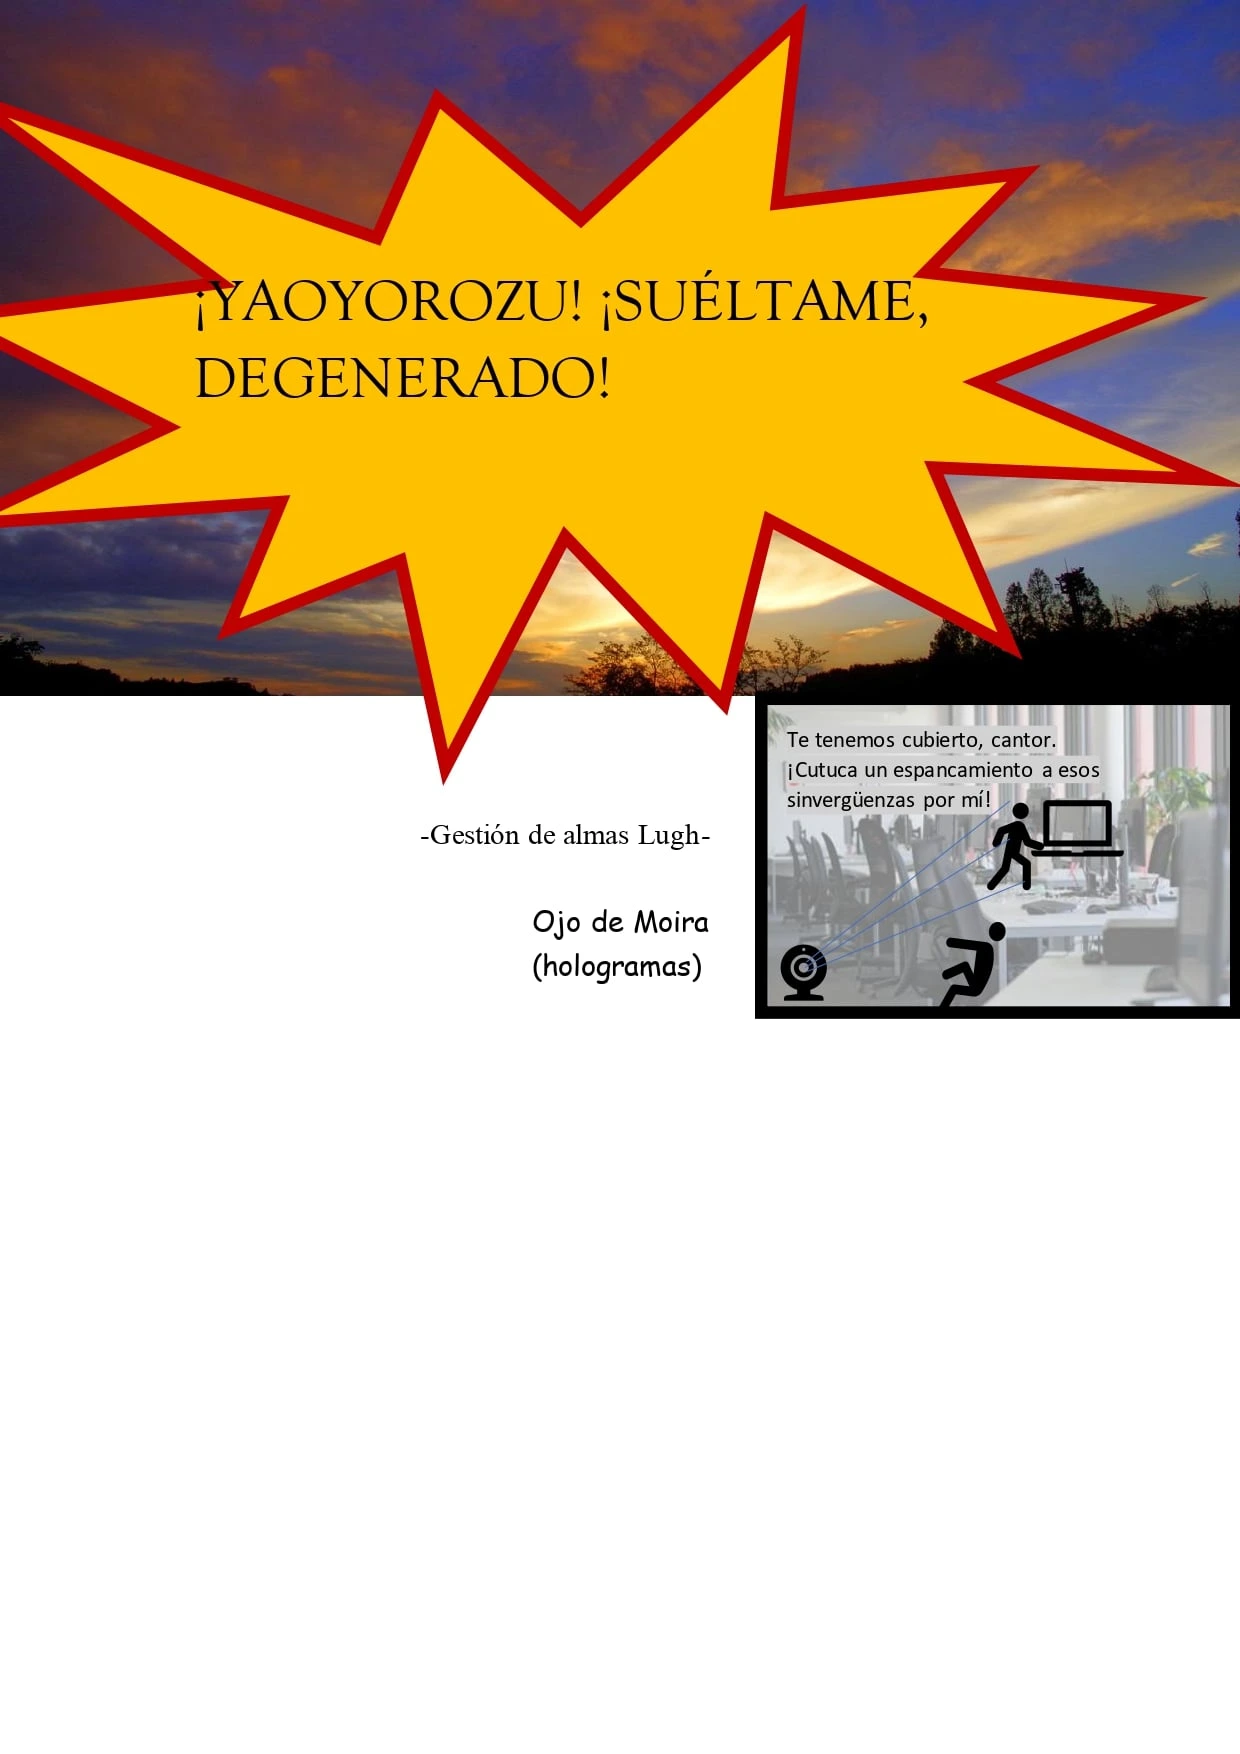 ¡YAOYOROZU! ¡SUÉLTAME,
DEGENERADO!
Te tenemos cubierto, cantor.
¡Cutuca un espancamiento a esos
sinvergüenzas por mí!
-Gestión de almas Lugh-
Ojo de Moira
(hologramas)